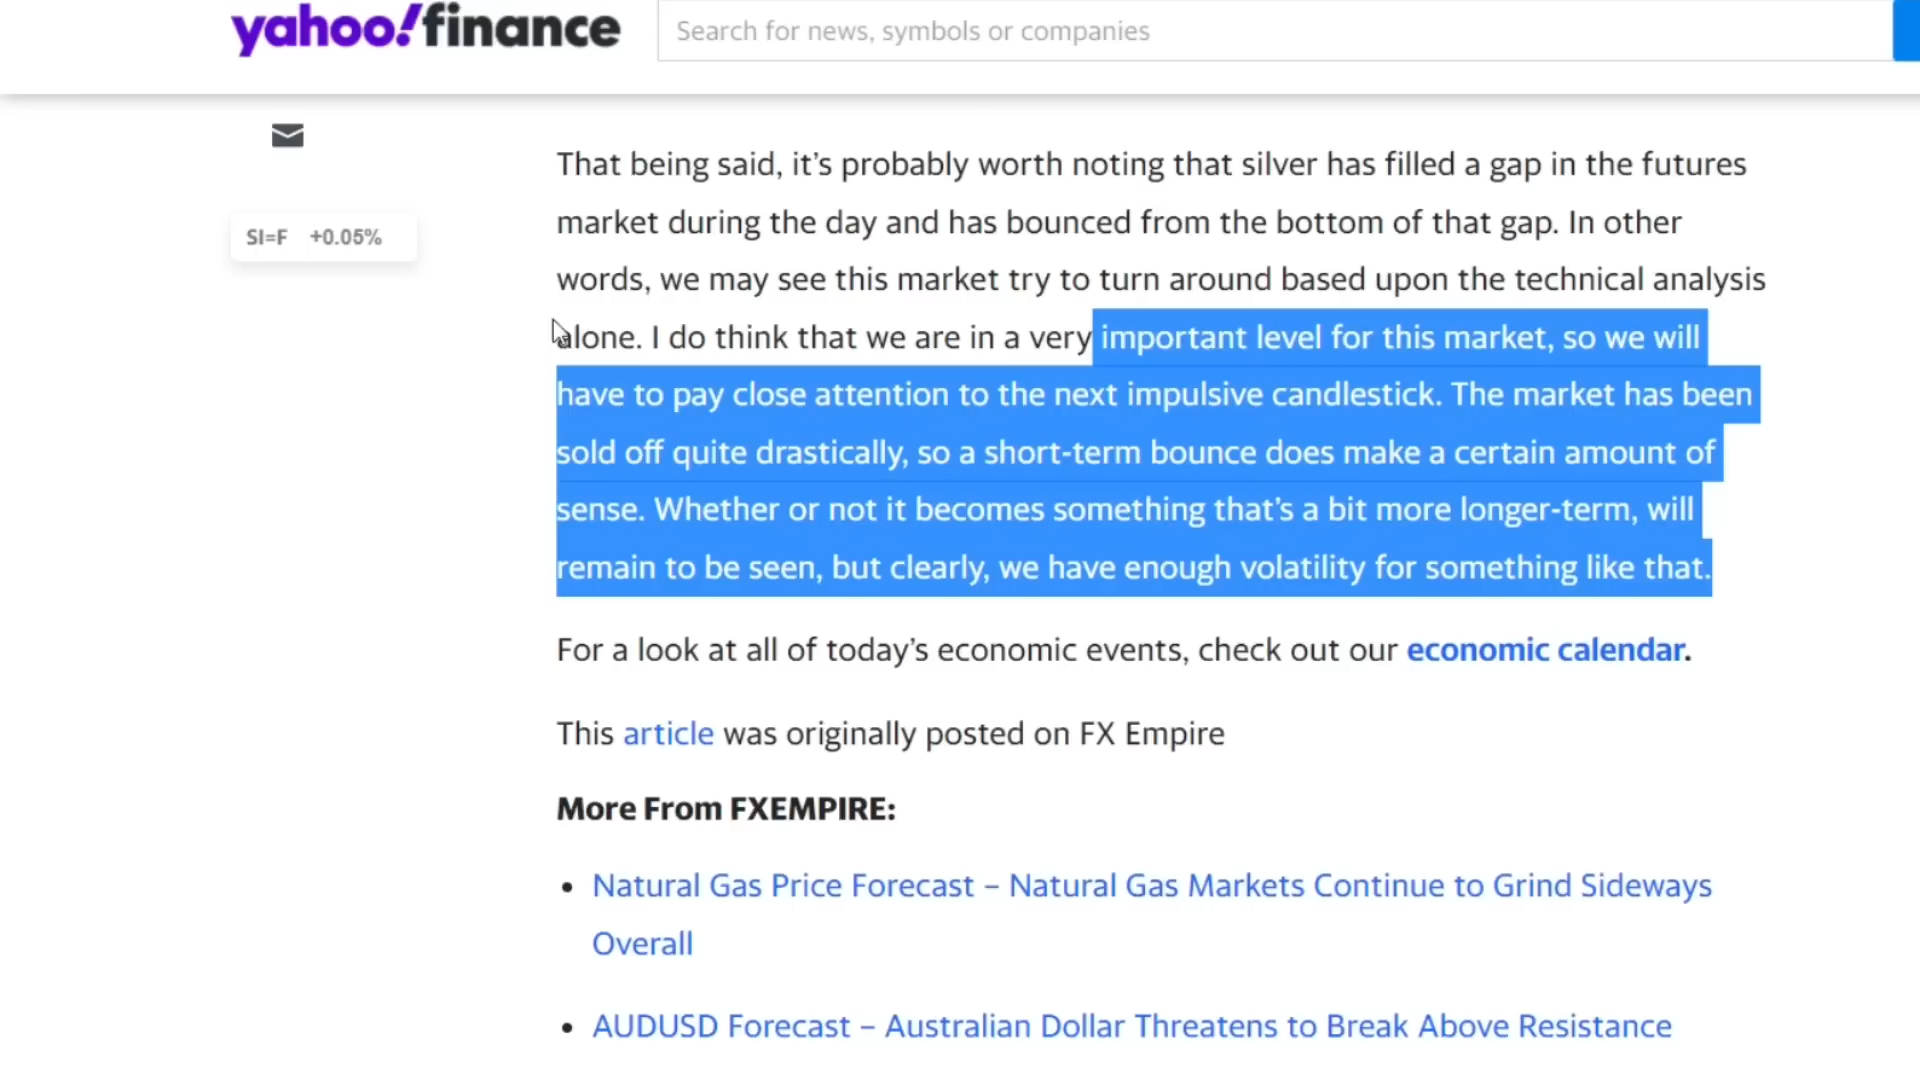 yahoo!finance
Search for news, symbols or companies
SI=F +0.05%
That being said, it’s probably worth noting that silver has filled a gap in the futures
market during the day and has bounced from the bottom of that gap. In other
words, we may see this market try to turn around based upon the technical analysis
alone. I do think that we are in a very important level for this market, so we will
have to pay close attention to the next impulsive candlestick. The market has been
sold off quite drastically, so a short-term bounce does make a certain amount of
sense. Whether or not it becomes something that’s a bit more longer-term, will
remain to be seen, but clearly, we have enough volatility for something like that.
For a look at all of today’s economic events, check out our economic calendar.
This article was originally posted on FX Empire
More From FXEMPIRE:
• Natural Gas Price Forecast – Natural Gas Markets Continue to Grind Sideways
Overall
• AUDUSD Forecast – Australian Dollar Threatens to Break Above Resistance